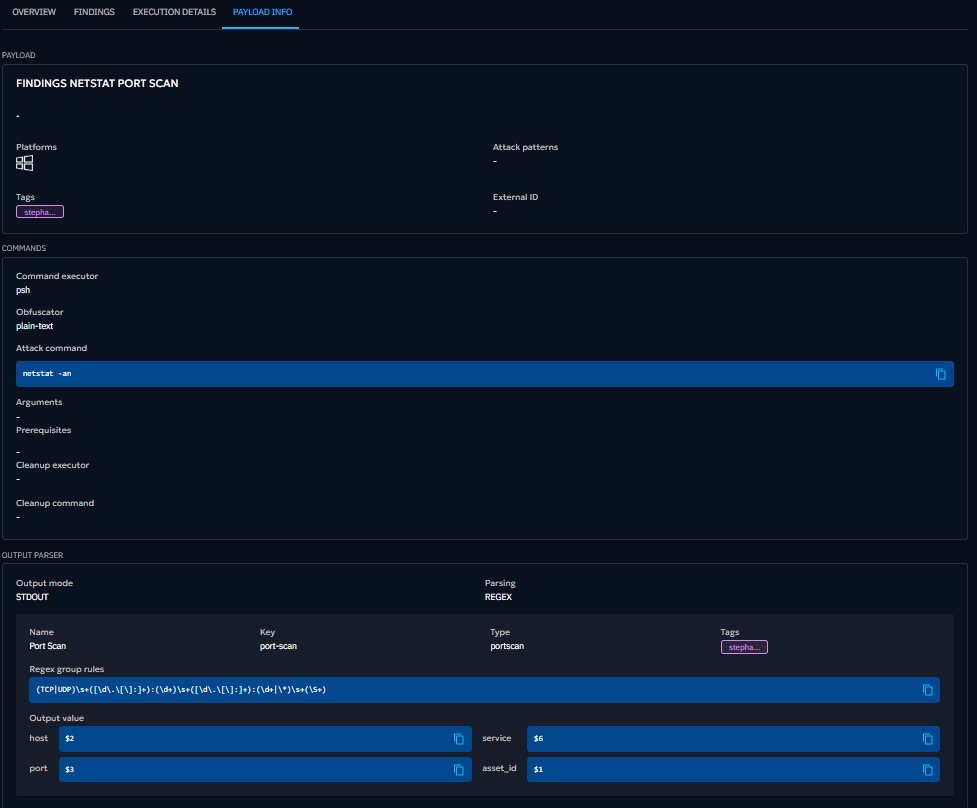 OVERVIEW FINDINGS EXECUTION DETAILS PAYLOAD INFO
PAYLOAD
FINDINGS NETSTAT PORT SCAN
-
Platforms Attack patterns
-
Tags External ID
stepha... -
COMMANDS
Command executor
psh
Obfuscator
plain-text
Attack command
netstat -an
Arguments
-
Prerequisites
-
Cleanup executor
-
Cleanup command
-
OUTPUT PARSER
Output mode Parsing
STDOUT REGEX
Name Key Type Tags
Port Scan port-scan portscan stepha...
Regex group rules
(TCP|UDP)\s+([\d\.\[\]:]+):(\d+)\s+([\d\.\[\]:]+):(\d+|\*)\s+(\S+)
Output value
host $2 service $6
port $3 asset_id $1